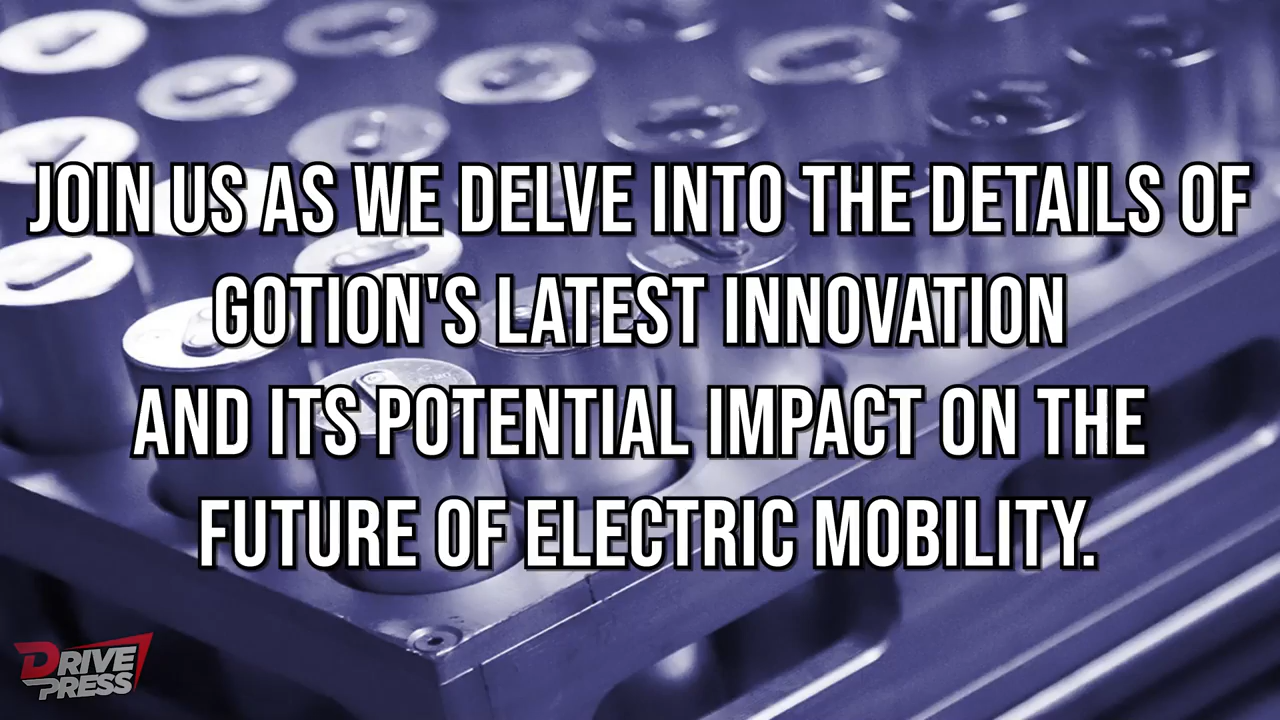 JOIN US AS WE DELVE INTO THE DETAILS OF
GOTION'S LATEST INNOVATION
AND ITS POTENTIAL IMPACT ON THE
FUTURE OF ELECTRIC MOBILITY.
DRIVE
PRESS